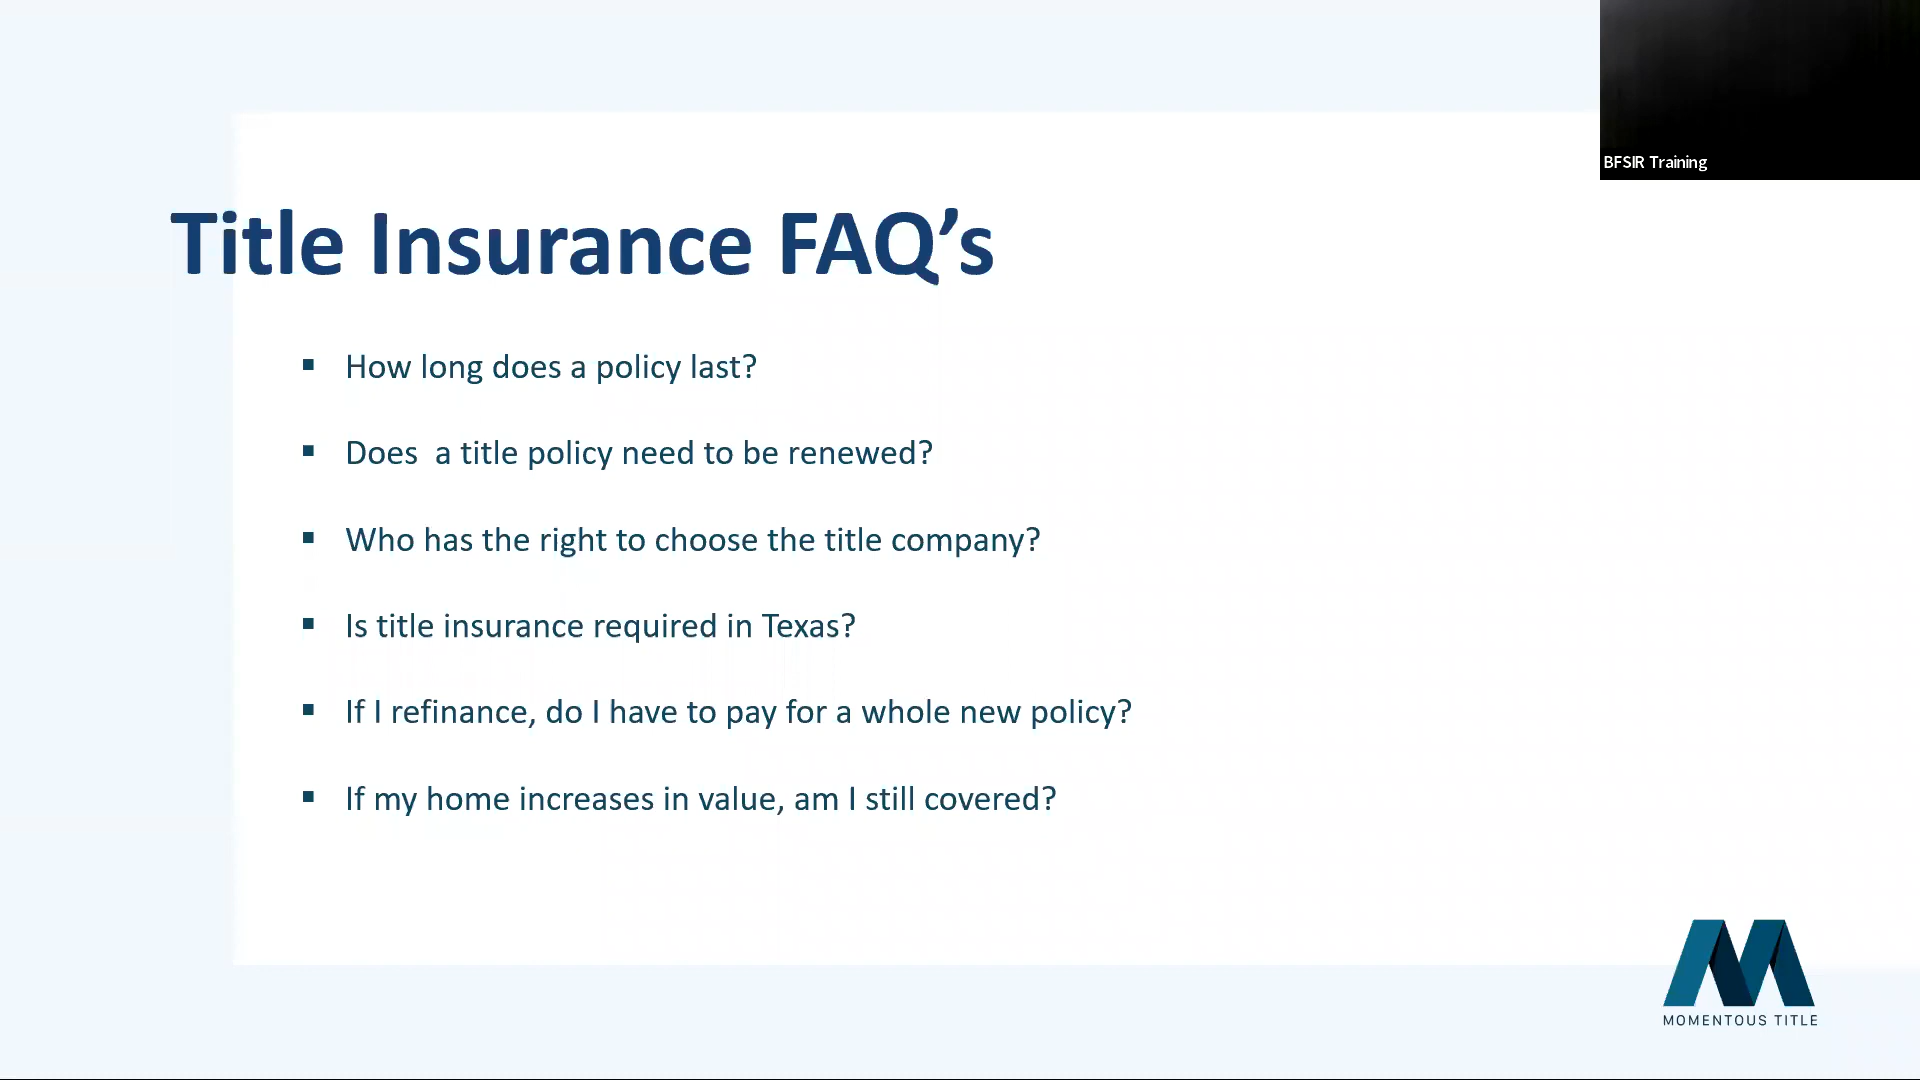 BFSIR Training
Title Insurance FAQ’s
▪ How long does a policy last?
▪ Does  a title policy need to be renewed?
▪ Who has the right to choose the title company?
▪ Is title insurance required in Texas?
▪ If I refinance, do I have to pay for a whole new policy?
▪ If my home increases in value, am I still covered?
MOMENTOUS TITLE